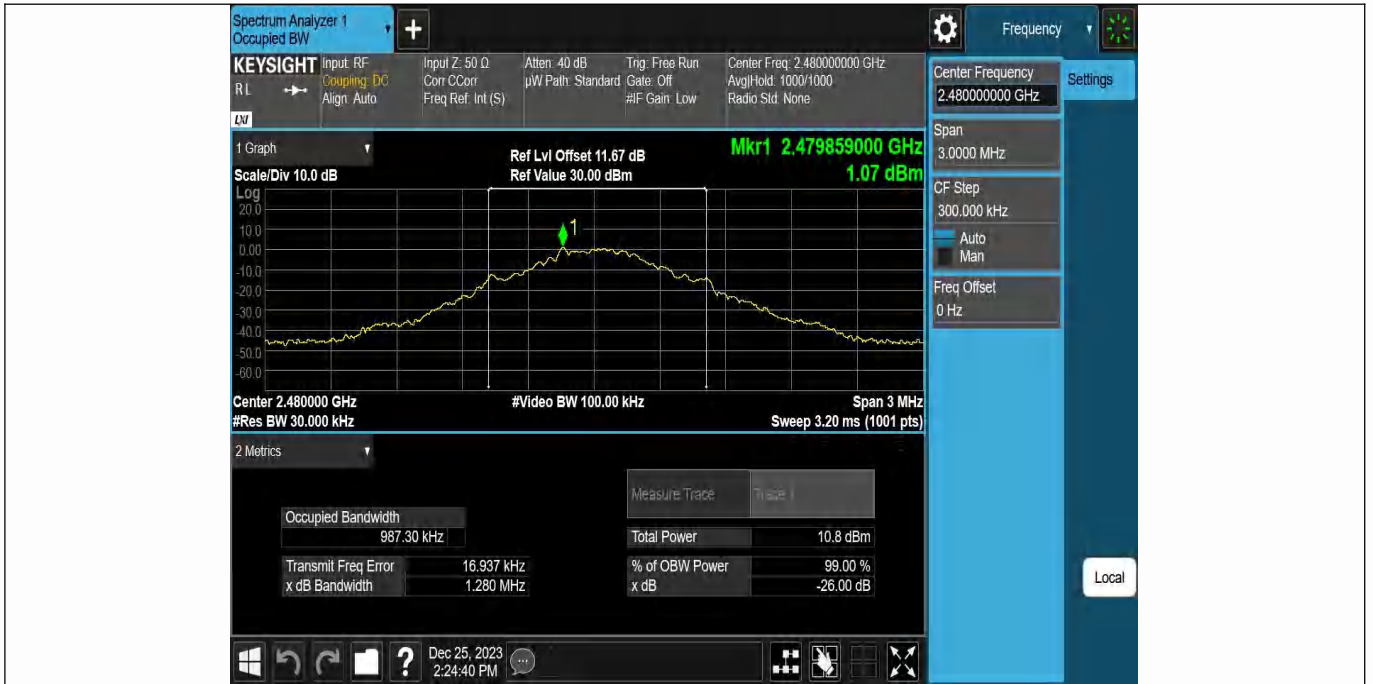 Spectrum Analyzer 1
Occupied BW
+
Frequency
KEYSIGHT
R L
LXI
Input: RF
Coupling: DC
Align: Auto
Input Z: 50 Ω
Corr CCorr
Freq Ref: Int (S)
Atten: 40 dB
µW Path: Standard
Trig: Free Run
Gate: Off
#IF Gain: Low
Center Freq: 2.480000000 GHz
Avg|Hold: 1000/1000
Radio Std: None
Center Frequency
2.480000000 GHz
Settings
Span
3.0000 MHz
CF Step
300.000 kHz
Auto
Man
Freq Offset
0 Hz
Local
1 Graph
Scale/Div 10.0 dB
Ref Lvl Offset 11.67 dB
Ref Value 30.00 dBm
Mkr1 2.479859000 GHz
1.07 dBm
Log
20.0
10.0
0.00
-10.0
-20.0
-30.0
-40.0
-50.0
-60.0
1
Center 2.480000 GHz
#Video BW 100.00 kHz
Span 3 MHz
#Res BW 30.000 kHz
Sweep 3.20 ms (1001 pts)
2 Metrics
Measure Trace
Trace 1
Occupied Bandwidth
987.30 kHz
Total Power 10.8 dBm
Transmit Freq Error 16.937 kHz
% of OBW Power 99.00 %
x dB Bandwidth 1.280 MHz
x dB -26.00 dB
?
Dec 25, 2023
2:24:40 PM